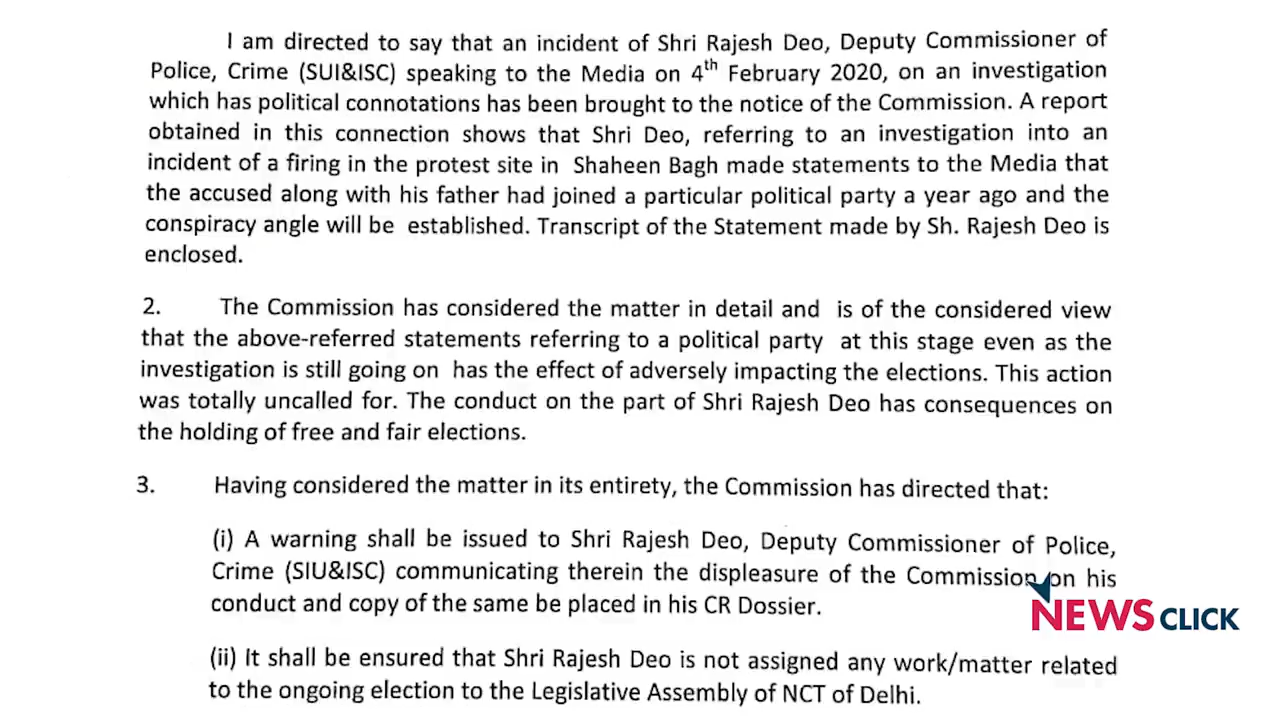 I am directed to say that an incident of Shri Rajesh Deo, Deputy Commissioner of
Police, Crime (SUI&ISC) speaking to the Media on 4th February 2020, on an investigation
which has political connotations has been brought to the notice of the Commission. A report
obtained in this connection shows that Shri Deo, referring to an investigation into an
incident of a firing in the protest site in Shaheen Bagh made statements to the Media that
the accused along with his father had joined a particular political party a year ago and the
conspiracy angle will be established. Transcript of the Statement made by Sh. Rajesh Deo is
enclosed.
2. The Commission has considered the matter in detail and is of the considered view
that the above-referred statements referring to a political party at this stage even as the
investigation is still going on has the effect of adversely impacting the elections. This action
was totally uncalled for. The conduct on the part of Shri Rajesh Deo has consequences on
the holding of free and fair elections.
3. Having considered the matter in its entirety, the Commission has directed that:
(i) A warning shall be issued to Shri Rajesh Deo, Deputy Commissioner of Police,
Crime (SIU&ISC) communicating therein the displeasure of the Commission on his
conduct and copy of the same be placed in his CR Dossier.
NEWSCLICK
(ii) It shall be ensured that Shri Rajesh Deo is not assigned any work/matter related
to the ongoing election to the Legislative Assembly of NCT of Delhi.